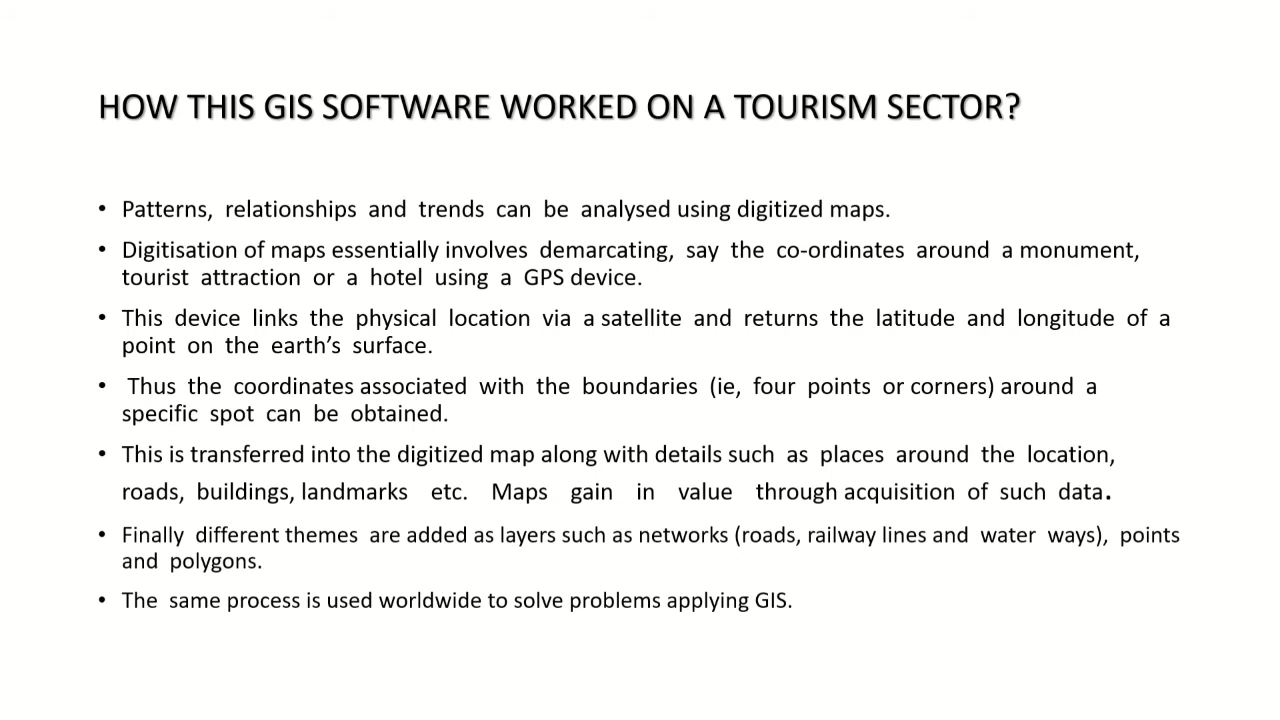 HOW THIS GIS SOFTWARE WORKED ON A TOURISM SECTOR?
• Patterns, relationships and trends can be analysed using digitized maps.
• Digitisation of maps essentially involves demarcating, say the co-ordinates around a monument,
tourist attraction or a hotel using a GPS device.
• This device links the physical location via a satellite and returns the latitude and longitude of a
point on the earth’s surface.
• Thus the coordinates associated with the boundaries (ie, four points or corners) around a
specific spot can be obtained.
• This is transferred into the digitized map along with details such as places around the location,
roads, buildings, landmarks etc. Maps gain in value through acquisition of such data.
• Finally different themes are added as layers such as networks (roads, railway lines and water ways), points
and polygons.
• The same process is used worldwide to solve problems applying GIS.